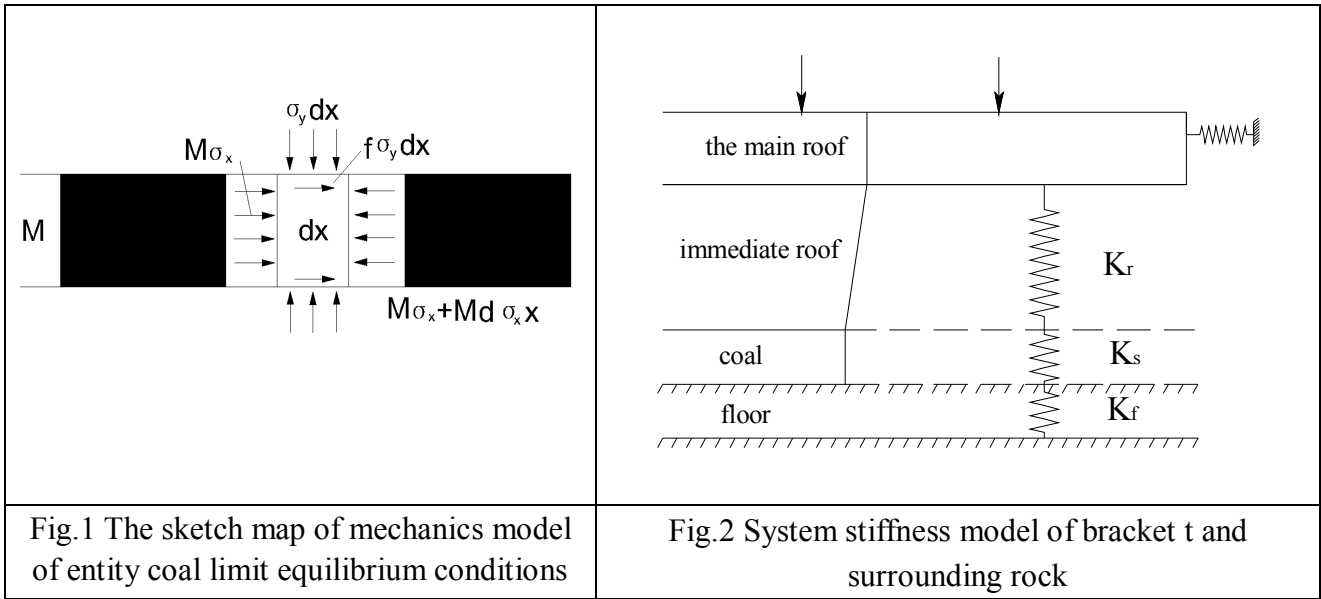 σy dx
Mσx
fσy dx
M
dx
Mσx+Md σx x
the main roof
immediate roof
Kr
coal
Ks
floor
Kf
Fig.1 The sketch map of mechanics model
of entity coal limit equilibrium conditions
Fig.2 System stiffness model of bracket t and
surrounding rock